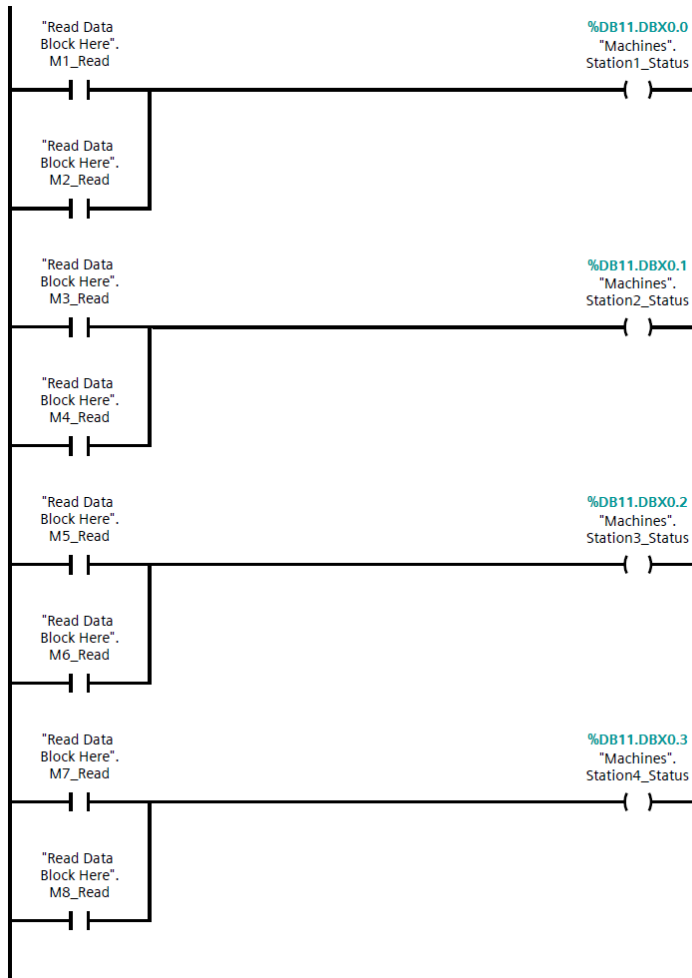 "Read Data
Block Here".
M1_Read
%DB11.DBX0.0
"Machines".
Station1_Status
"Read Data
Block Here".
M2_Read
"Read Data
Block Here".
M3_Read
%DB11.DBX0.1
"Machines".
Station2_Status
"Read Data
Block Here".
M4_Read
"Read Data
Block Here".
M5_Read
%DB11.DBX0.2
"Machines".
Station3_Status
"Read Data
Block Here".
M6_Read
"Read Data
Block Here".
M7_Read
%DB11.DBX0.3
"Machines".
Station4_Status
"Read Data
Block Here".
M8_Read